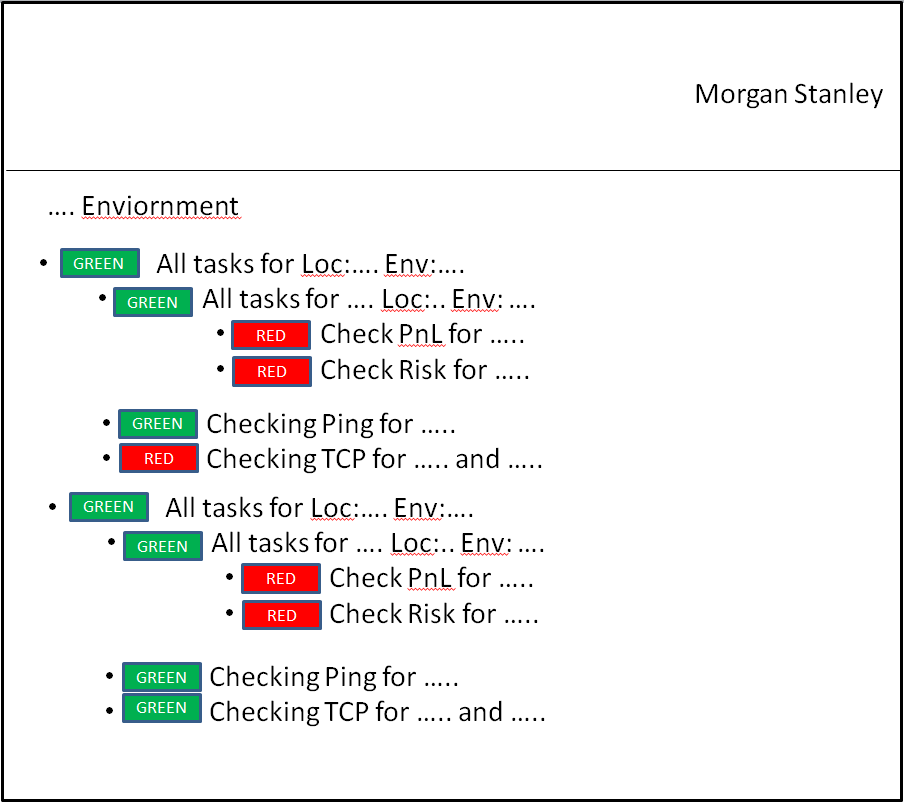 Morgan Stanley
…. Enviornment
• GREEN All tasks for Loc:…. Env:….
• GREEN All tasks for …. Loc:.. Env: ….
• RED Check PnL for …..
• RED Check Risk for …..
• GREEN Checking Ping for …..
• RED Checking TCP for ….. and …..
• GREEN All tasks for Loc:…. Env:….
• GREEN All tasks for …. Loc:.. Env: ….
• RED Check PnL for …..
• RED Check Risk for …..
• GREEN Checking Ping for …..
• GREEN Checking TCP for ….. and …..